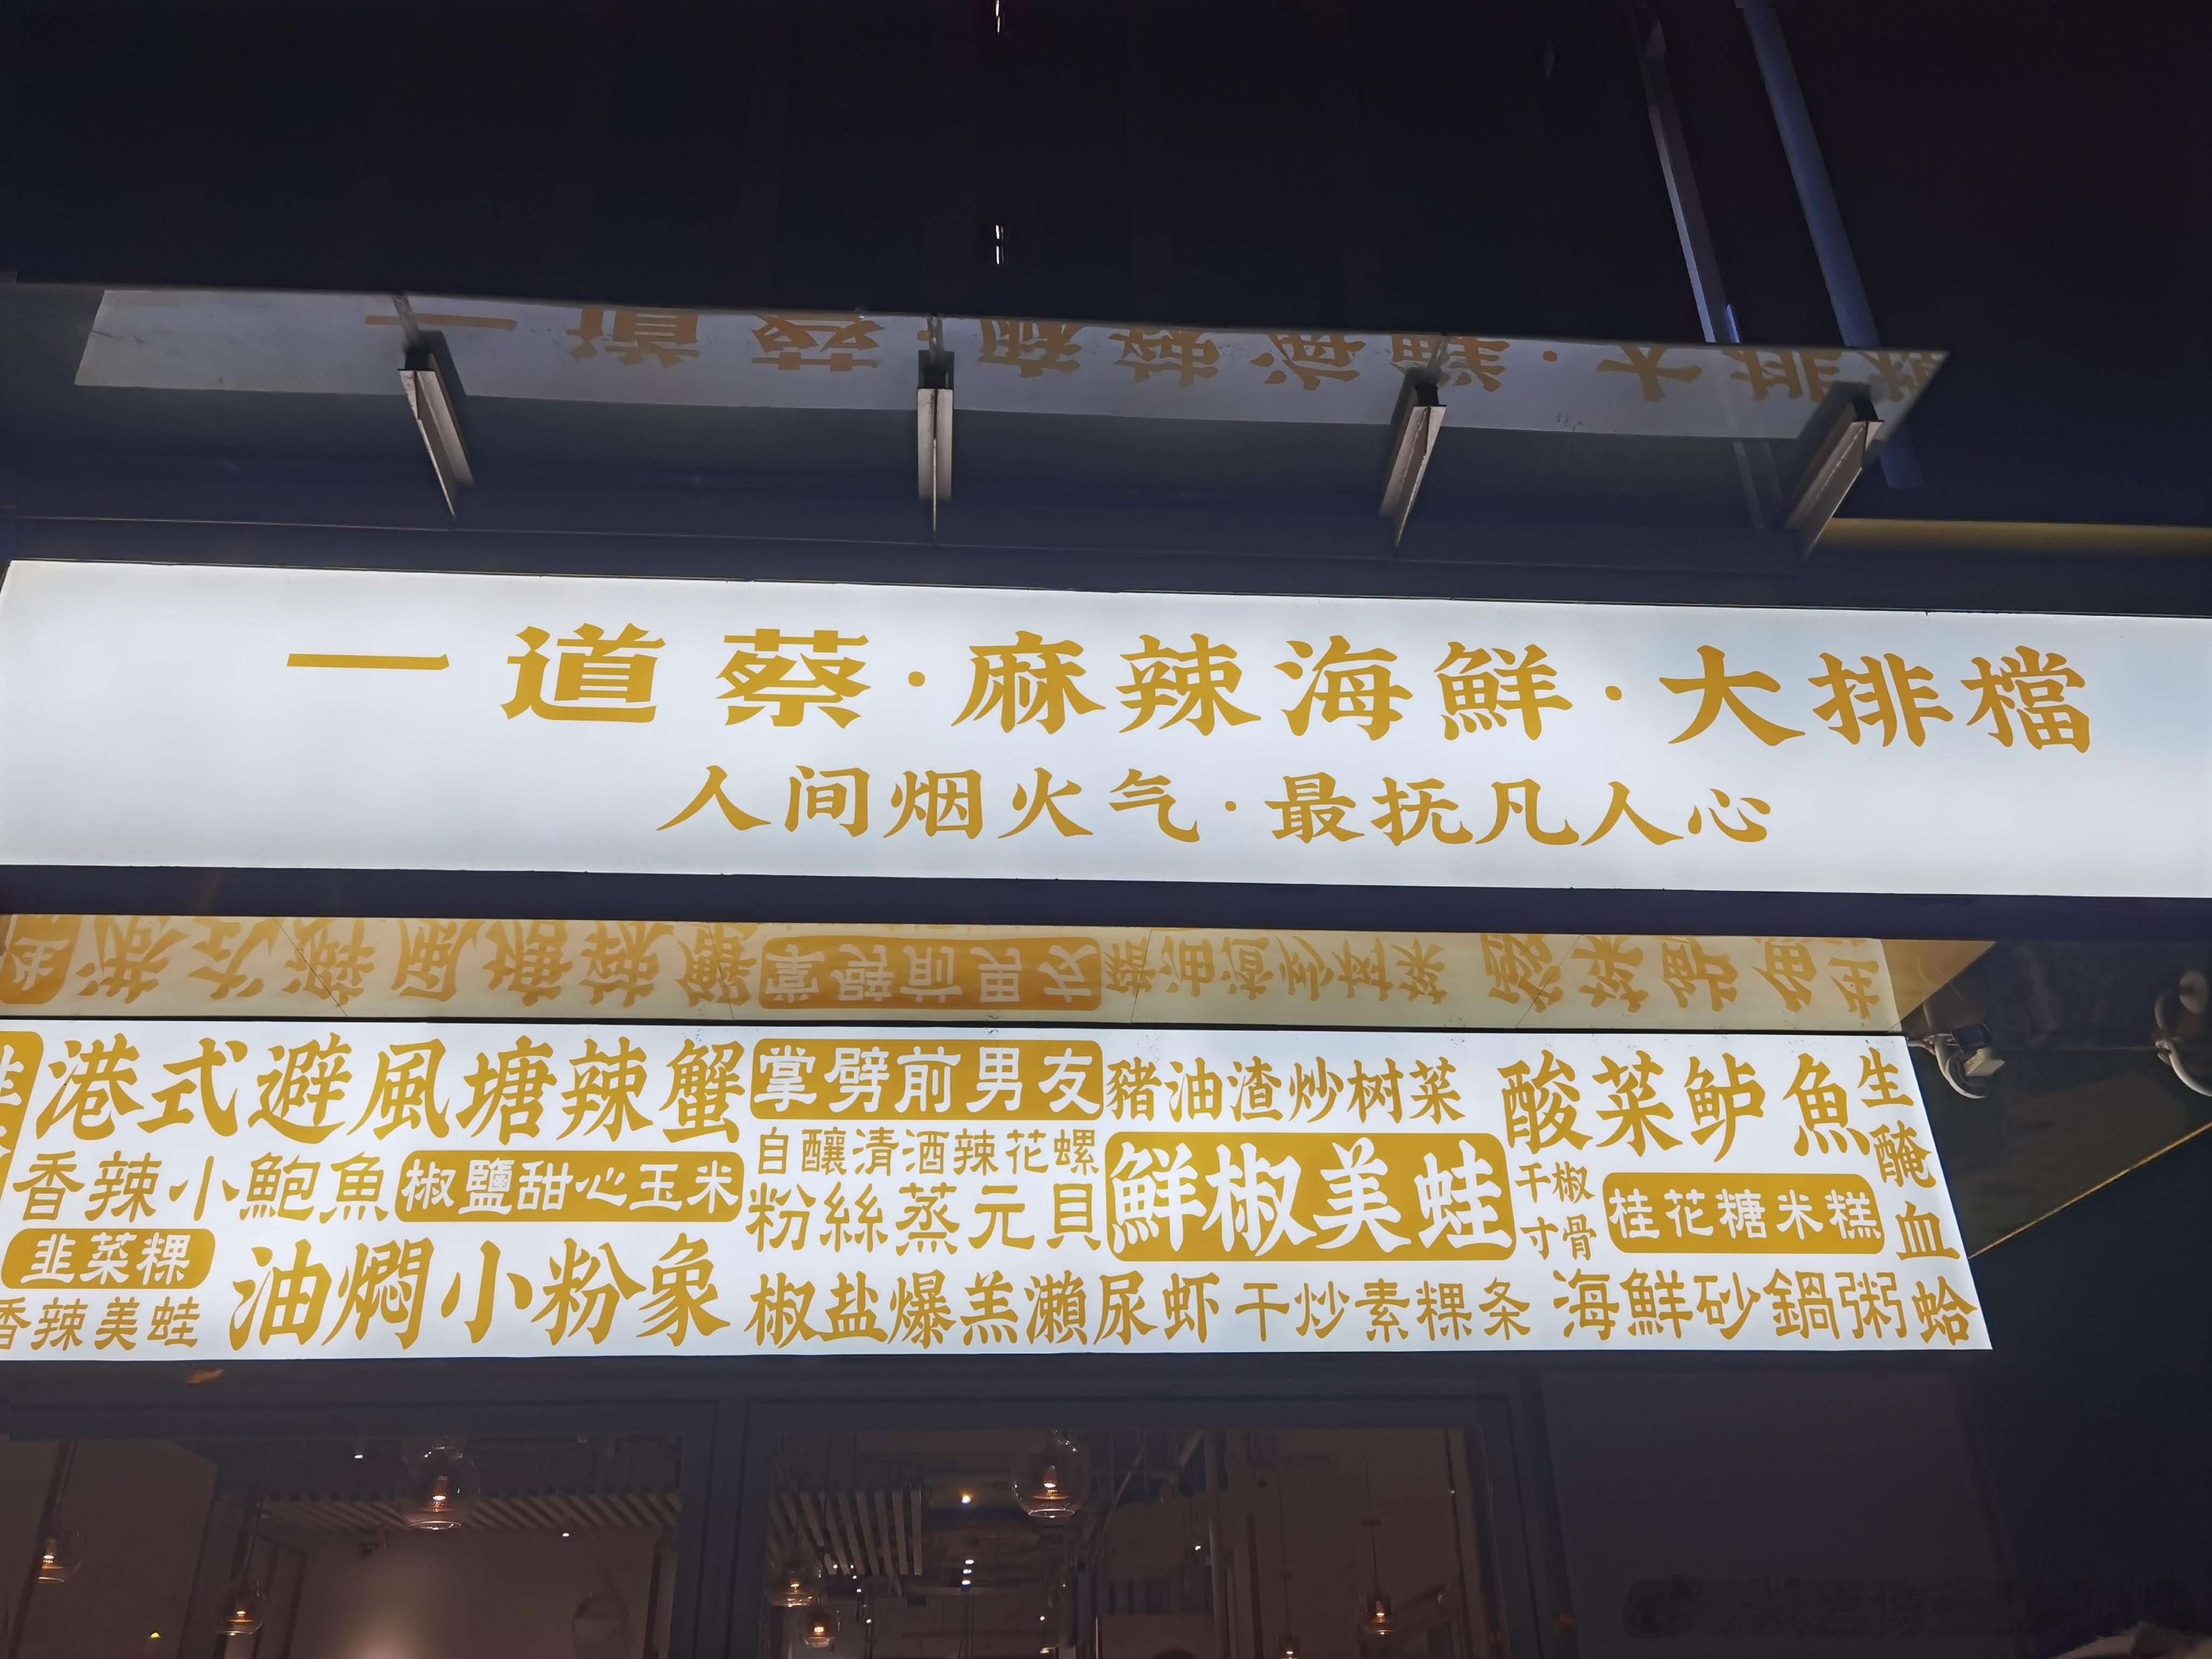 一道蔡·麻辣海鮮·大排檔
人间烟火气·最抚凡人心
港式避風塘辣蟹
掌劈前男友
豬油渣炒树菜
酸菜鲈魚
生醃血蛤
自釀清酒辣花螺
香辣小鮑魚
椒鹽甜心玉米
粉絲蒸元貝
鮮椒美蛙
干椒寸骨
桂花糖米糕
韭菜粿
油燜小粉象
香辣美蛙
椒盐爆羔瀨尿虾
干炒素粿条
海鮮砂鍋粥